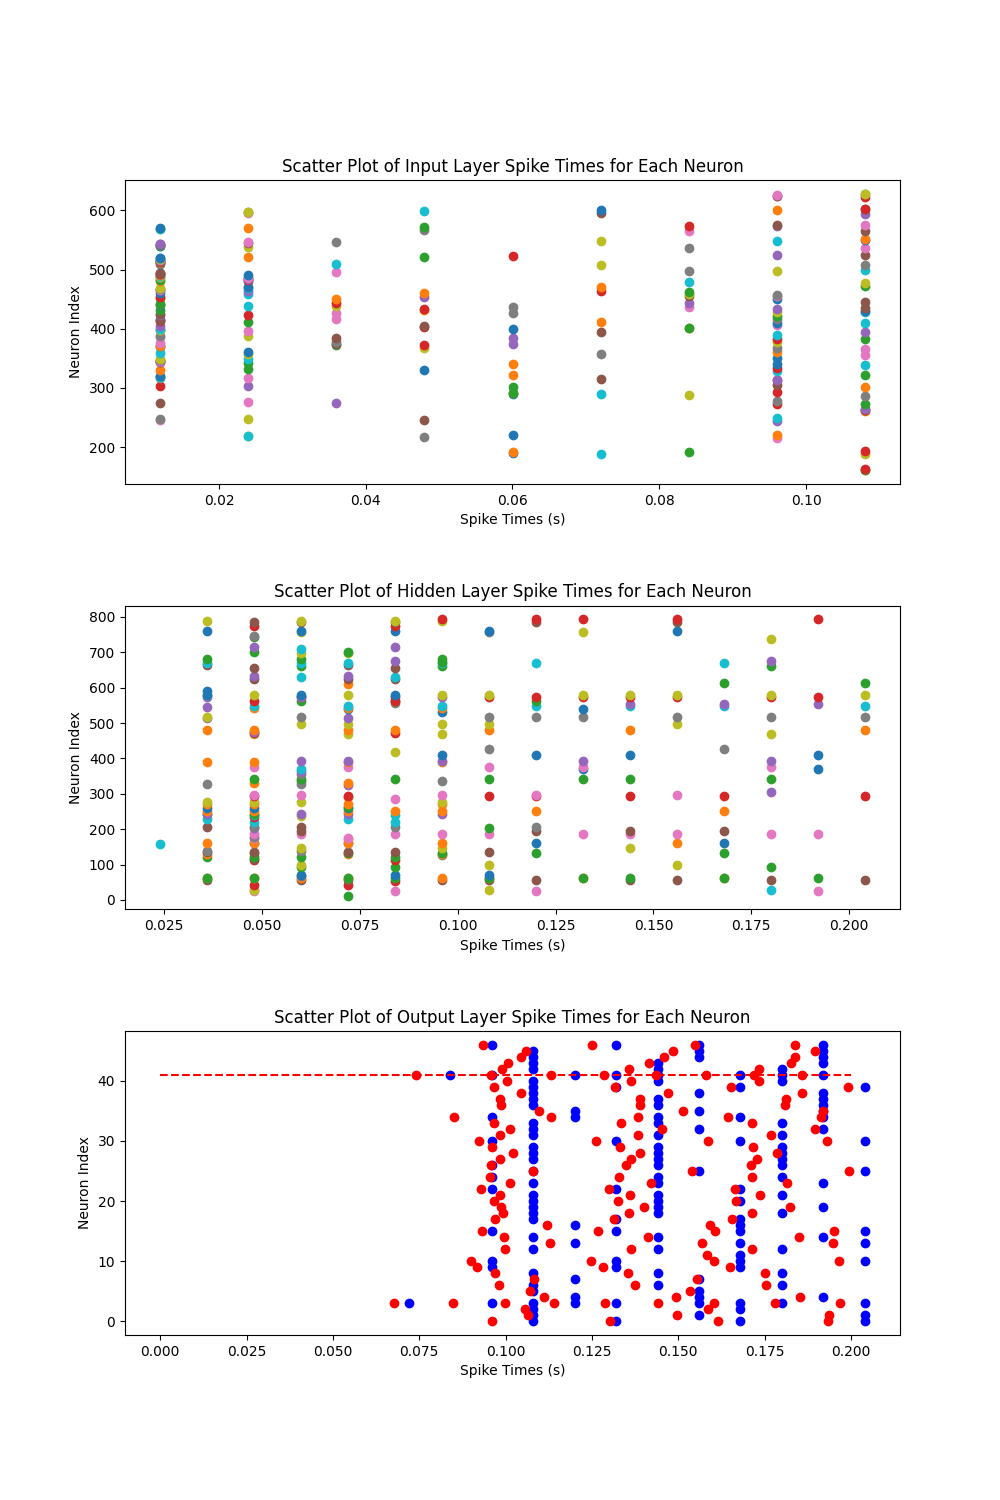 Scatter Plot of Input Layer Spike Times for Each Neuron
600
500
400
300
200
Neuron Index
0.02 0.04 0.06 0.08 0.10
Spike Times (s)
Scatter Plot of Hidden Layer Spike Times for Each Neuron
800
700
600
500
400
300
200
100
0
Neuron Index
0.025 0.050 0.075 0.100 0.125 0.150 0.175 0.200
Spike Times (s)
Scatter Plot of Output Layer Spike Times for Each Neuron
40
30
20
10
0
Neuron Index
0.000 0.025 0.050 0.075 0.100 0.125 0.150 0.175 0.200
Spike Times (s)